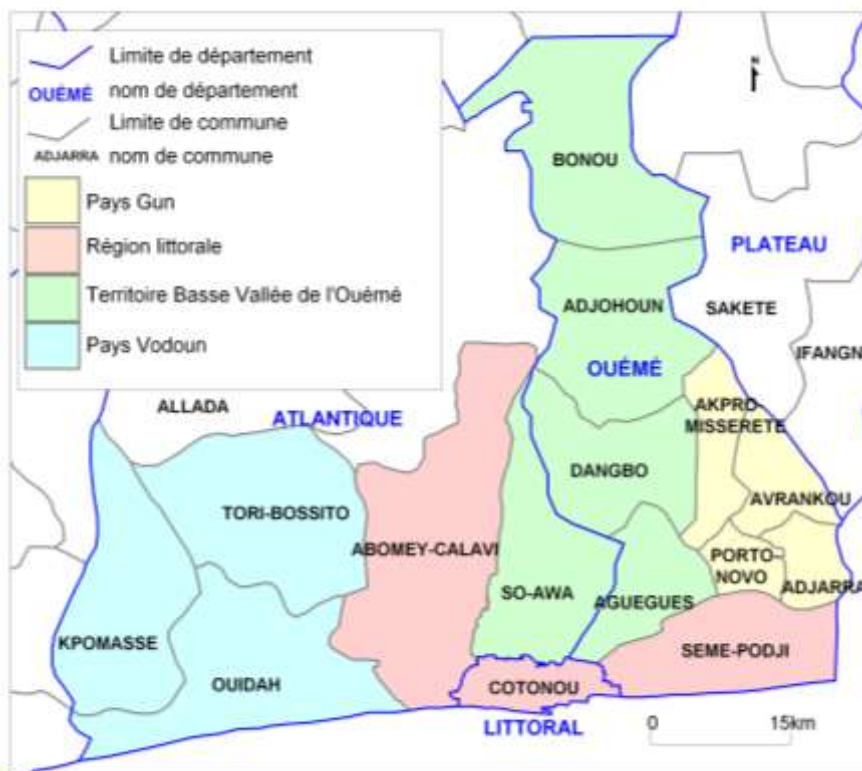 Limite de département
OUÉMÉ nom de département
Limite de commune
ADJARRA nom de commune
Pays Gun
Région littorale
Territoire Basse Vallée de l'Ouémé
Pays Vodoun
BONOU
PLATEAU
ADJOHOUN
SAKETE
IFANGN
OUÉMÉ
ALLADA
ATLANTIQUE
AKPRO-
MISSERETE
DANGBO
AVRANKOU
TORI-BOSSITO
ABOMEY-CALAVI
PORTO-
NOVO
ADJARRA
SO-AWA
AGUEGUES
KPOMASSE
SEME-PODJI
OUIDAH
COTONOU
LITTORAL
0 15km